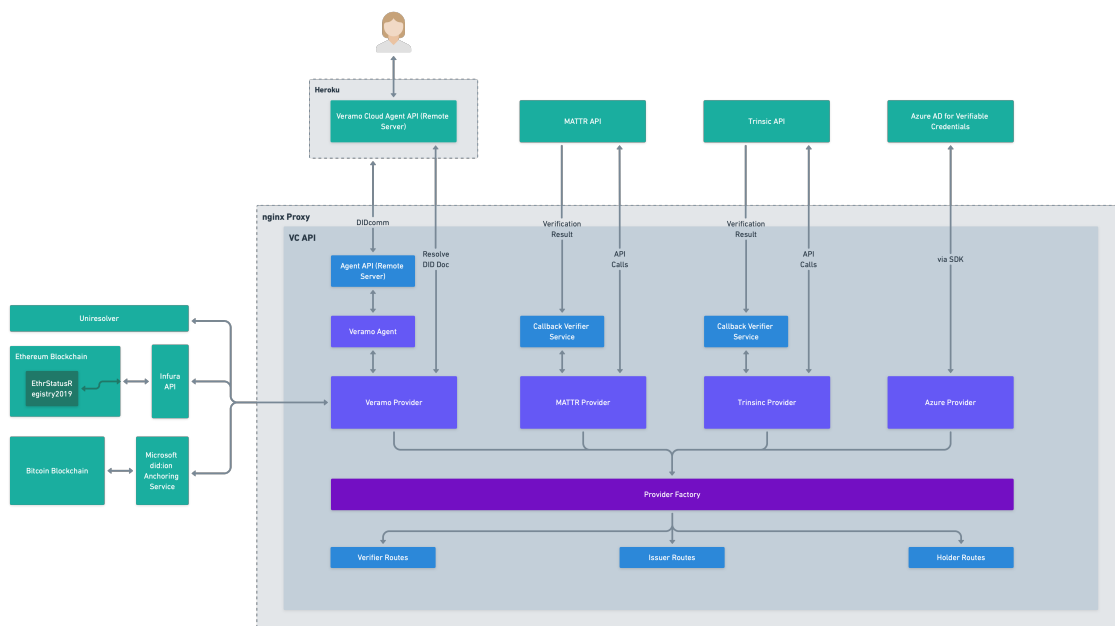 Heroku
Veramo Cloud Agent API (Remote
Server)
MATTR API
Trinsic API
Azure AD for Verifiable
Credentials
nginx Proxy
VC API
DIDcomm
Verification
Result
Verification
Result
Resolve
DID Doc
API
Calls
API
Calls
via SDK
Agent API (Remote
Server)
Veramo Agent
Callback Verifier
Service
Callback Verifier
Service
Uniresolver
Ethereum Blockchain
EthrStatusR
egistry2019
Infura
API
Veramo Provider
MATTR Provider
Trinsinc Provider
Azure Provider
Bitcoin Blockchain
Microsoft
did:ion
Anchoring
Service
Provider Factory
Verifier Routes
Issuer Routes
Holder Routes